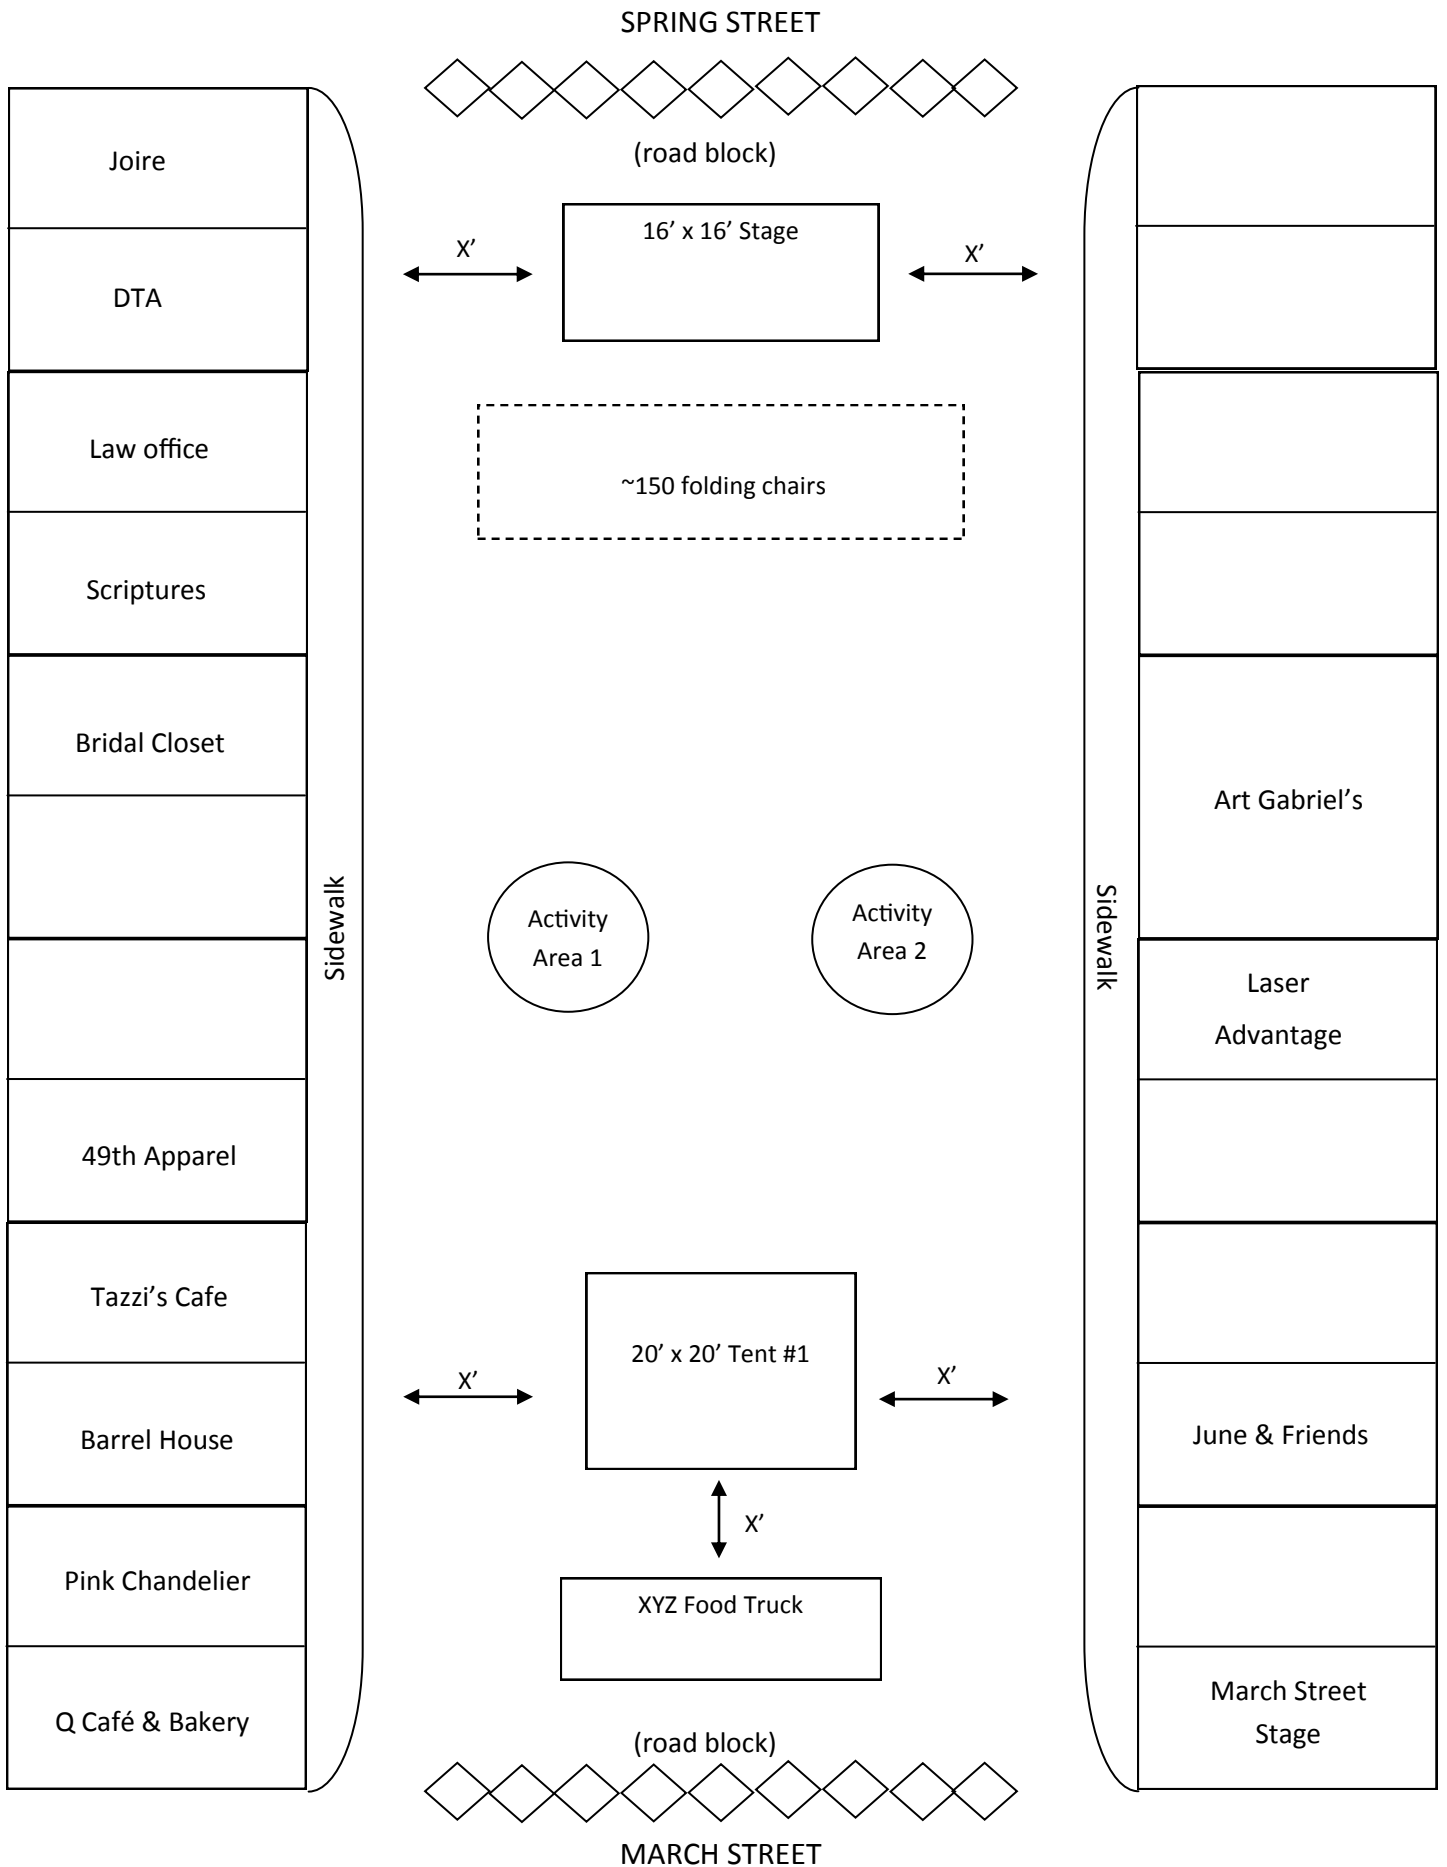 SPRING STREET
(road block)
Joire
16’ x 16’ Stage
X’
X’
DTA
Law office
~150 folding chairs
Scriptures
Bridal Closet
Art Gabriel’s
Sidewalk
Activity
Area 1
Activity
Area 2
Sidewalk
Laser
Advantage
49th Apparel
Tazzi’s Cafe
20’ x 20’ Tent #1
X’
X’
Barrel House
June & Friends
X’
Pink Chandelier
XYZ Food Truck
Q Café & Bakery
March Street
Stage
(road block)
MARCH STREET